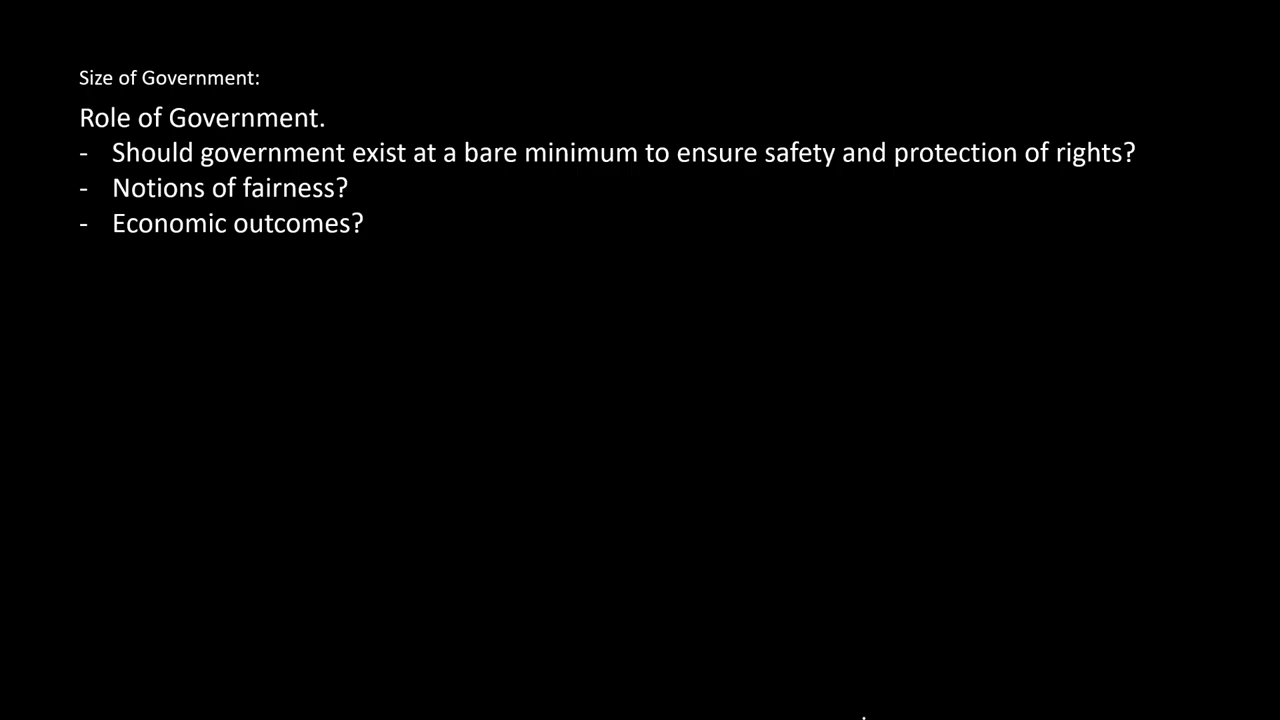 Size of Government:
Role of Government.
- Should government exist at a bare minimum to ensure safety and protection of rights?
- Notions of fairness?
- Economic outcomes?